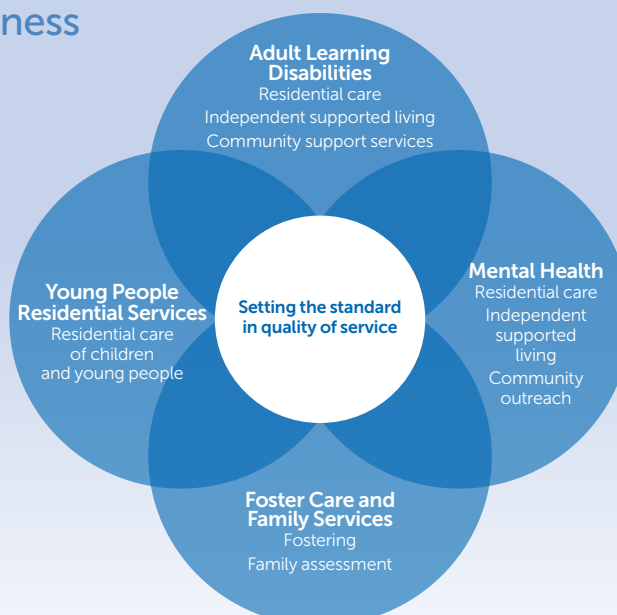 ness
Adult Learning
Disabilities
Residential care
Independent supported living
Community support services
Young People
Residential Services
Residential care
of children
and young people
Setting the standard
in quality of service
Mental Health
Residential care
Independent
supported
living
Community
outreach
Foster Care and
Family Services
Fostering
Family assessment